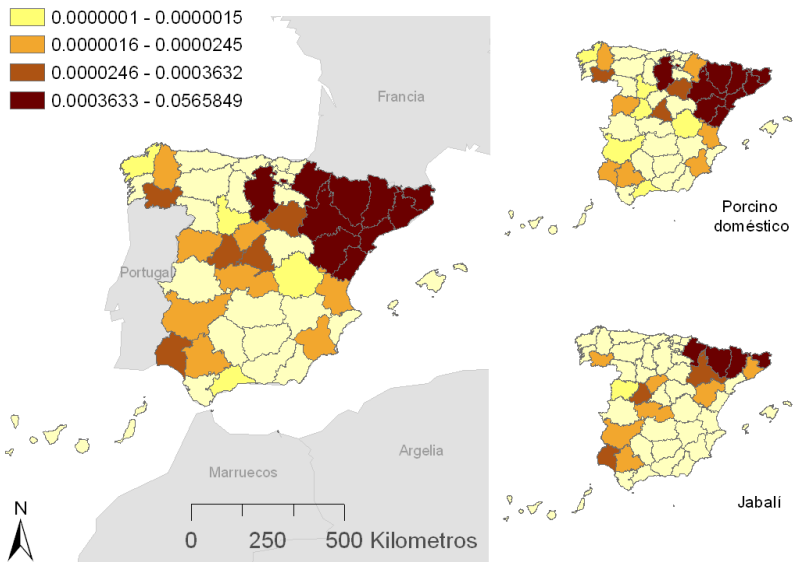 0.0000001 - 0.0000015
0.0000016 - 0.0000245
0.0000246 - 0.0003632
0.0003633 - 0.0565849
Francia
Portugal
Marruecos
Argelia
N
0 250 500 Kilometros
Porcino
doméstico
Jabalí